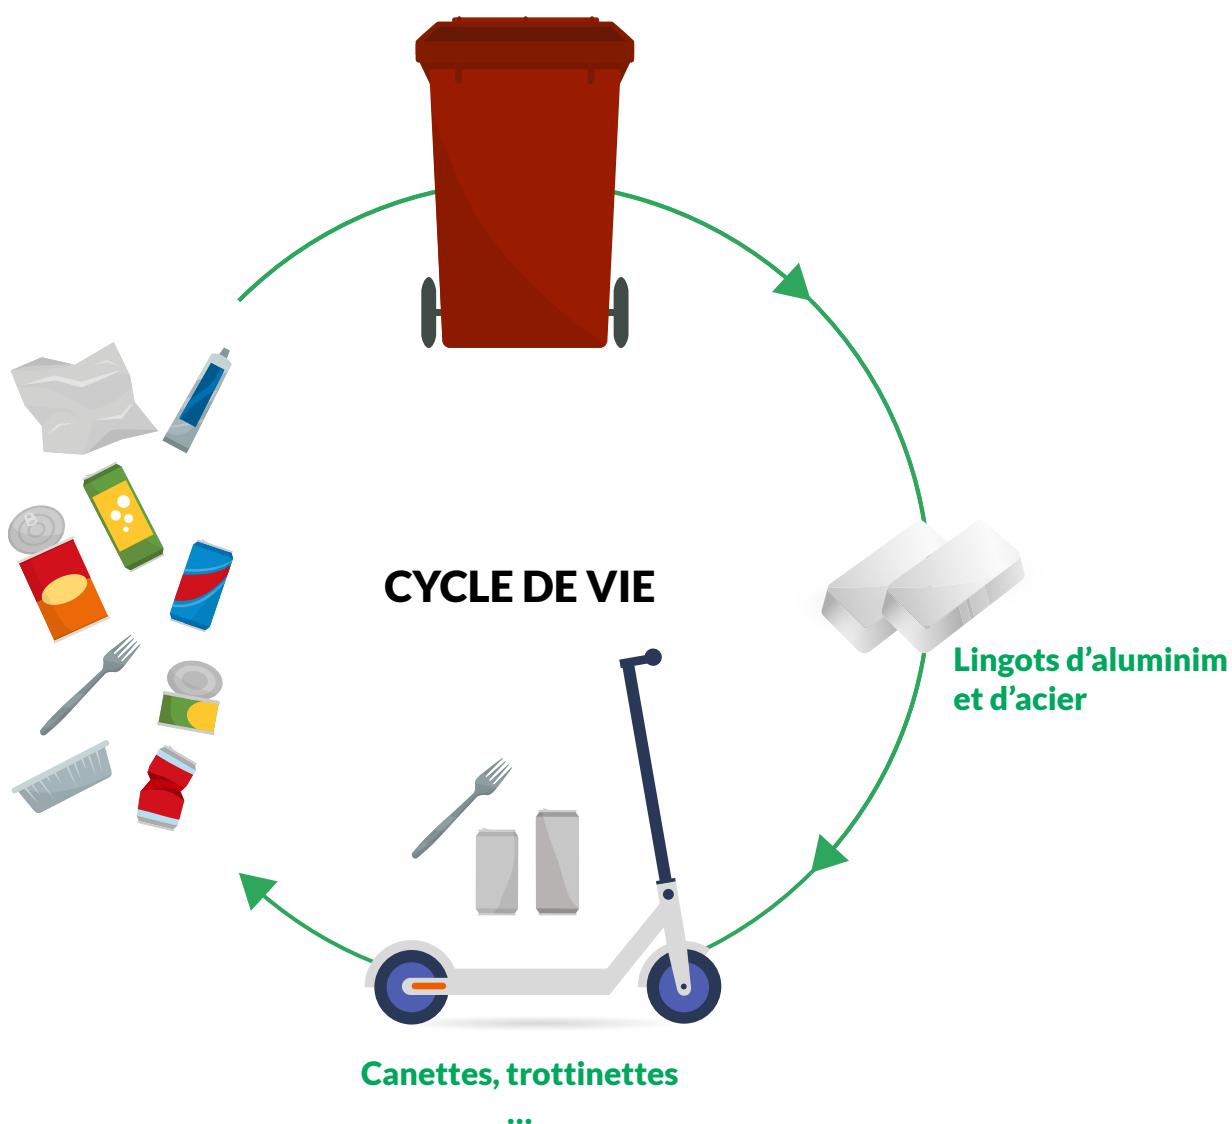 CYCLE DE VIE
Lingots d’aluminim
et d’acier
Canettes, trottinettes
...